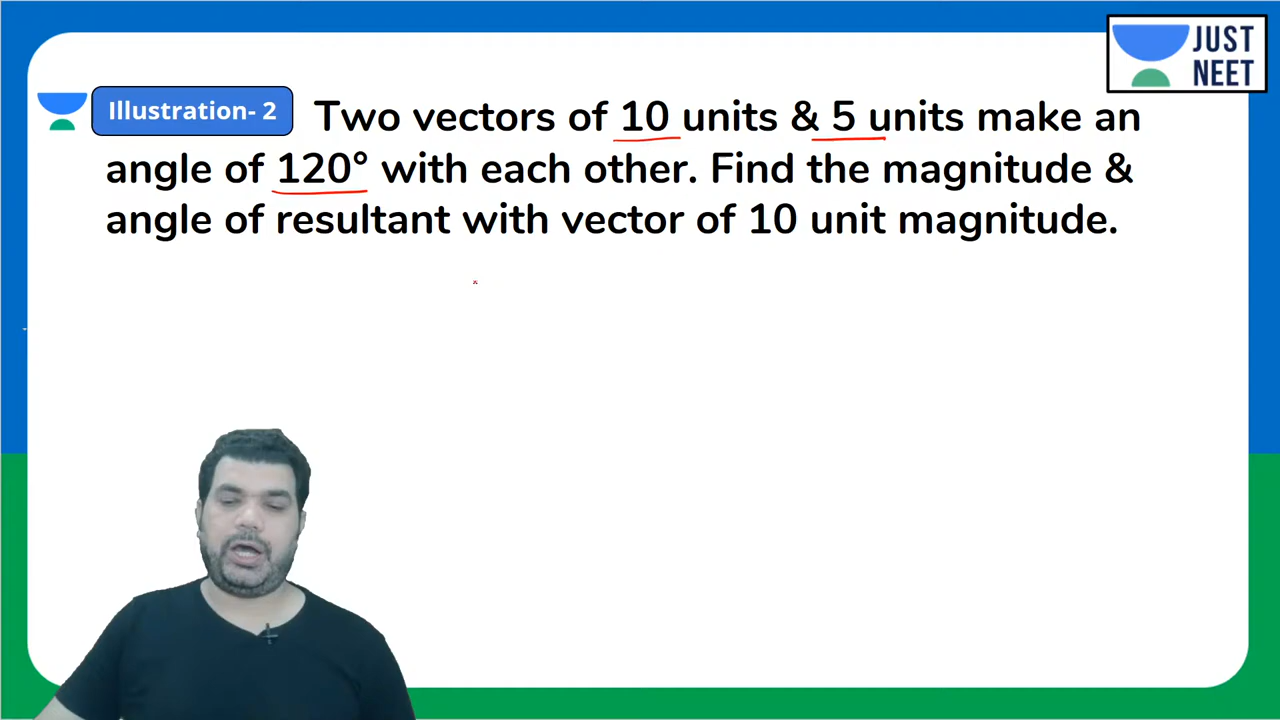 JUST
NEET
Illustration- 2
Two vectors of 10 units & 5 units make an
angle of 120° with each other. Find the magnitude &
angle of resultant with vector of 10 unit magnitude.